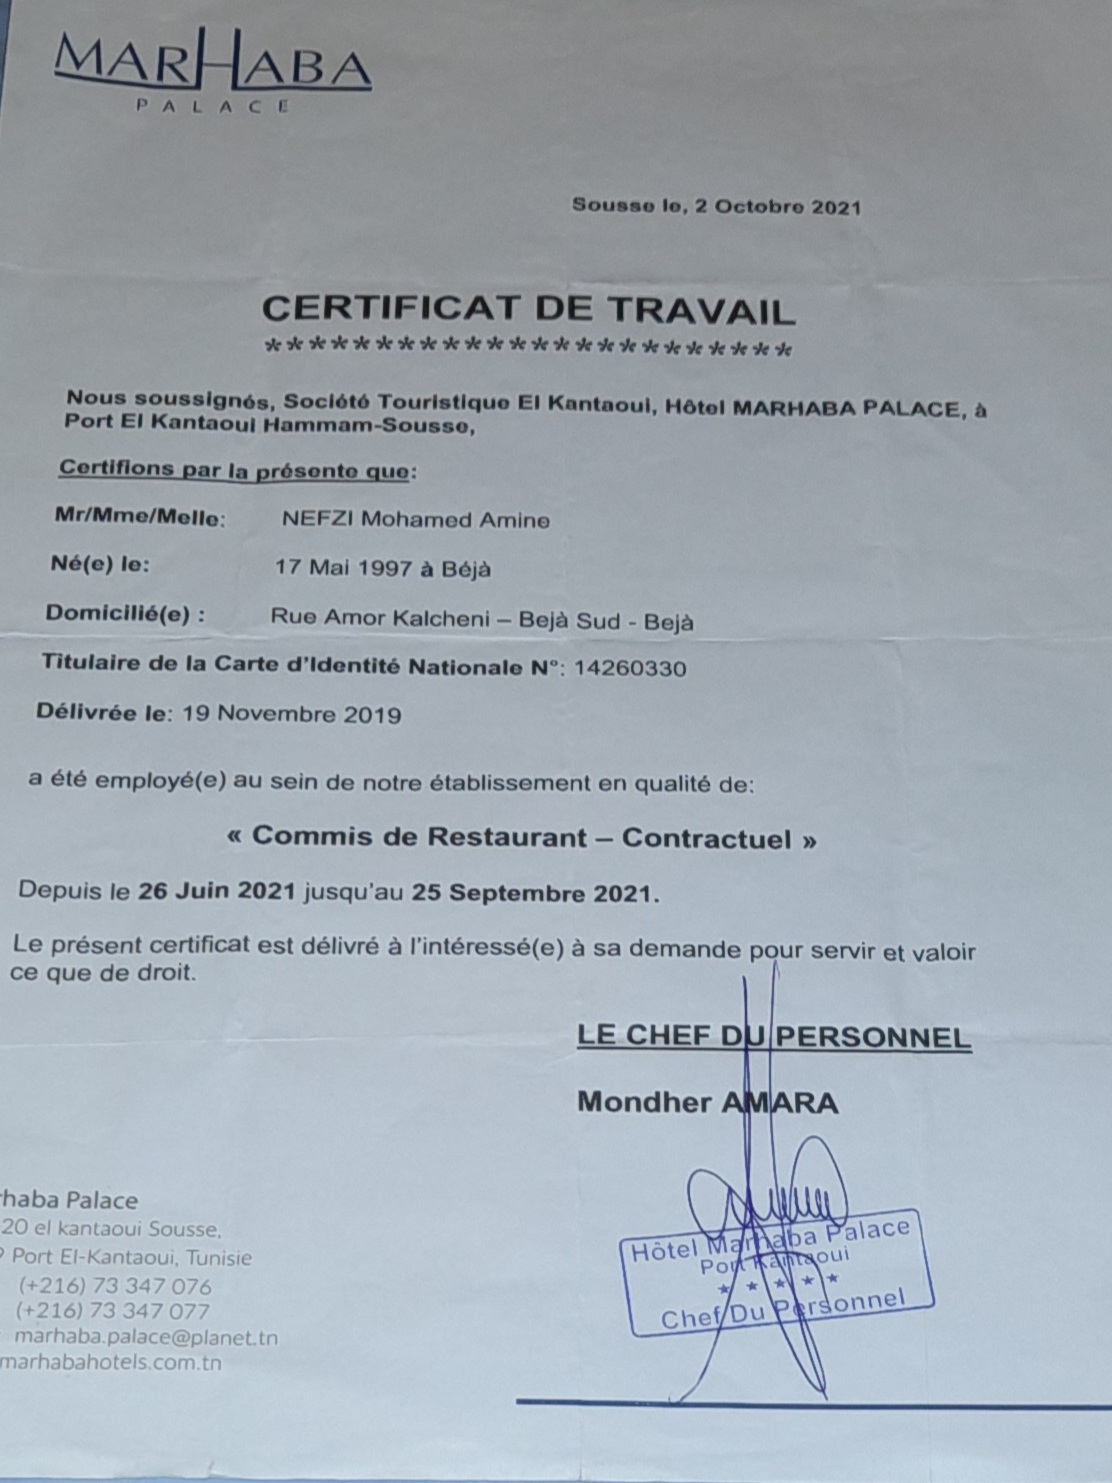 MARHABA
PALACE
Sousse le, 2 Octobre 2021
CERTIFICAT DE TRAVAIL
************************
Nous soussignés, Société Touristique El Kantaoui, Hôtel MARHABA PALACE, à
Port El Kantaoui Hammam-Sousse,
Certifions par la présente que:
Mr/Mme/Melle: NEFZI Mohamed Amine
Né(e) le: 17 Mai 1997 à Béjà
Domicilié(e) : Rue Amor Kalcheni – Bejà Sud - Bejà
Titulaire de la Carte d'Identité Nationale N°: 14260330
Délivrée le: 19 Novembre 2019
a été employé(e) au sein de notre établissement en qualité de:
« Commis de Restaurant – Contractuel »
Depuis le 26 Juin 2021 jusqu'au 25 Septembre 2021.
Le présent certificat est délivré à l'intéressé(e) à sa demande pour servir et valoir
ce que de droit.
LE CHEF DU PERSONNEL
Mondher AMARA
Hôtel Marhaba Palace
Port Kantaoui
★ ★ ★ ★ ★
Chef Du Personnel
rhaba Palace
20 el kantaoui Sousse,
9 Port El-Kantaoui, Tunisie
(+216) 73 347 076
(+216) 73 347 077
marhaba.palace@planet.tn
marhabahotels.com.tn